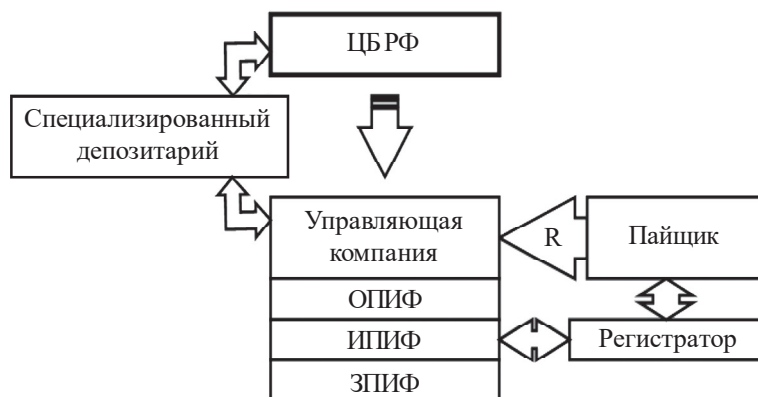 ЦБ РФ
Специализированный
депозитарий
Управляющая
компания
R
Пайщик
ОПИФ
ИПИФ
Регистратор
ЗПИФ